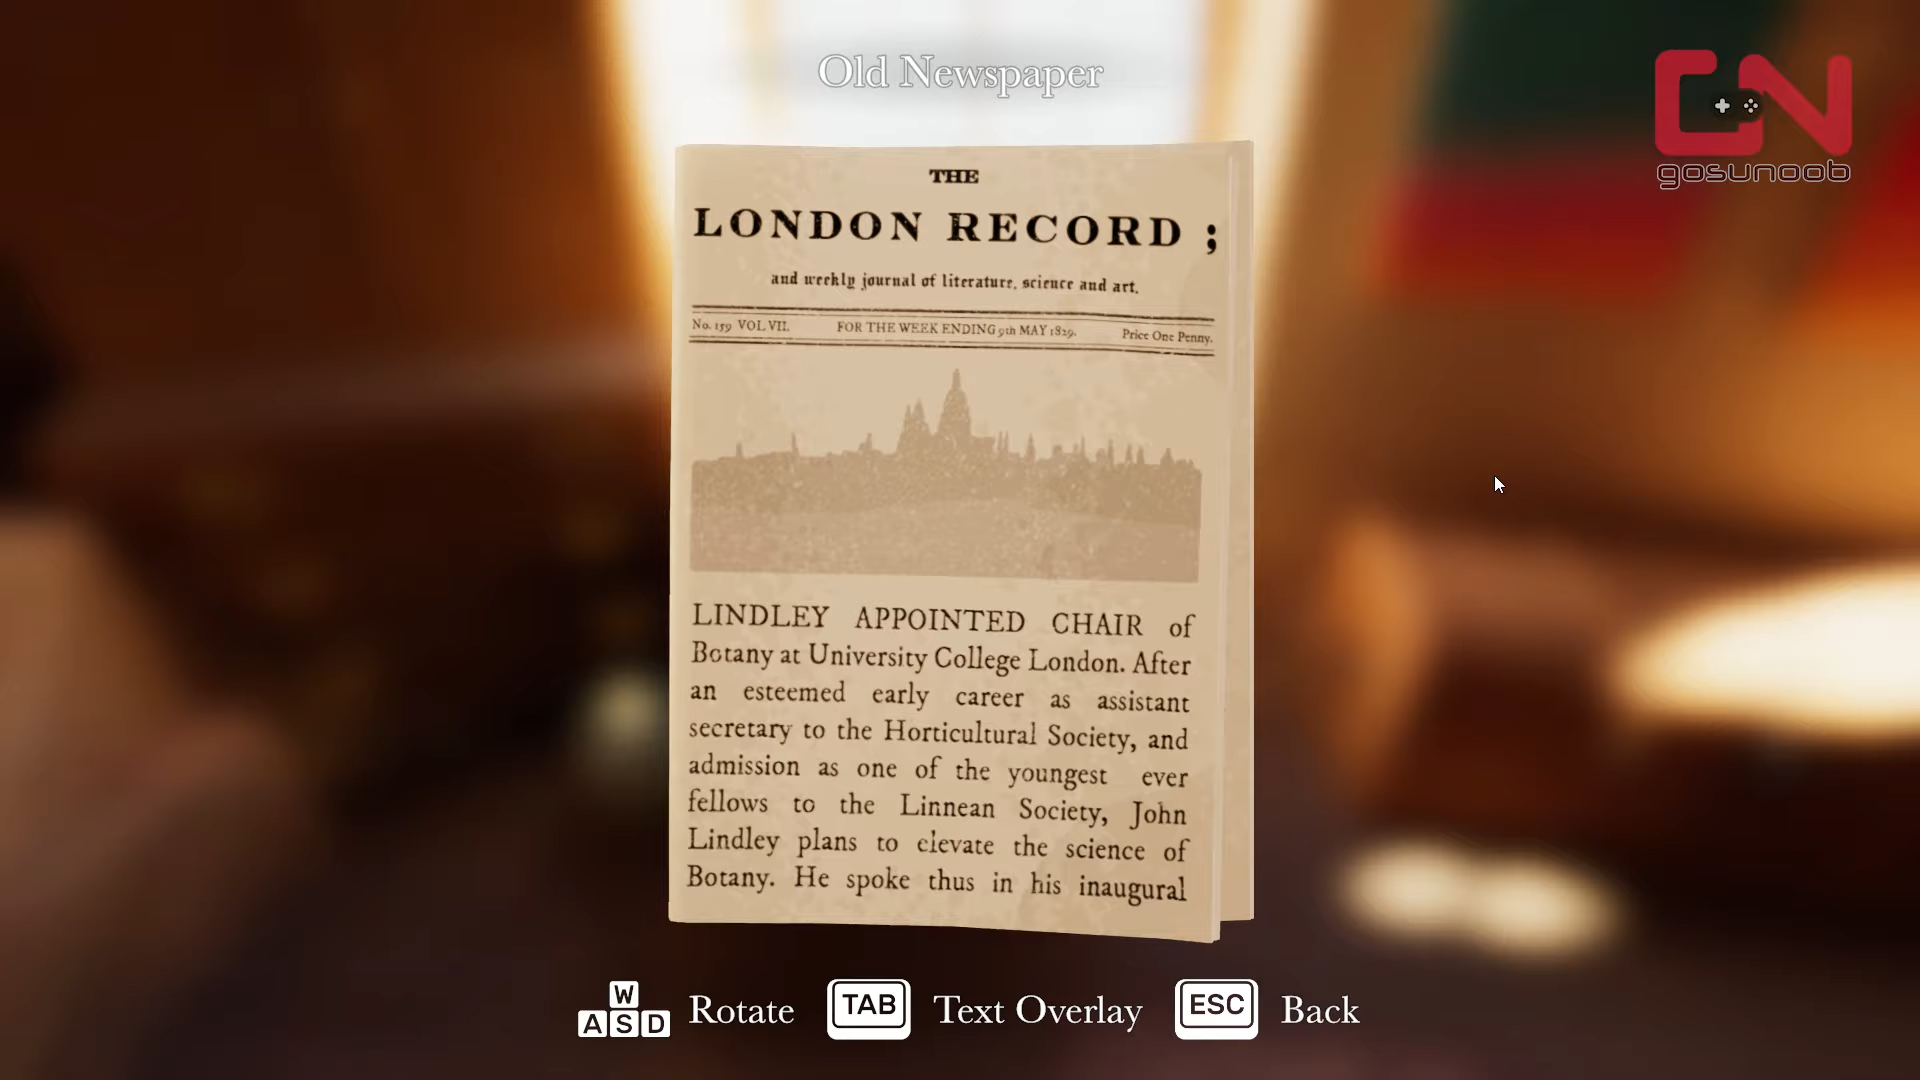 Old Newspaper
gosunoob
THE
LONDON RECORD ;
and weekly journal of literature, science and art.
No. 159 VOL VII. FOR THE WEEK ENDING 9th MAY 1829. Price One Penny.
LINDLEY APPOINTED CHAIR of
Botany at University College London. After
an esteemed early career as assistant
secretary to the Horticultural Society, and
admission as one of the youngest ever
fellows to the Linnean Society, John
Lindley plans to elevate the science of
Botany. He spoke thus in his inaugural
W
A S D Rotate TAB Text Overlay ESC Back